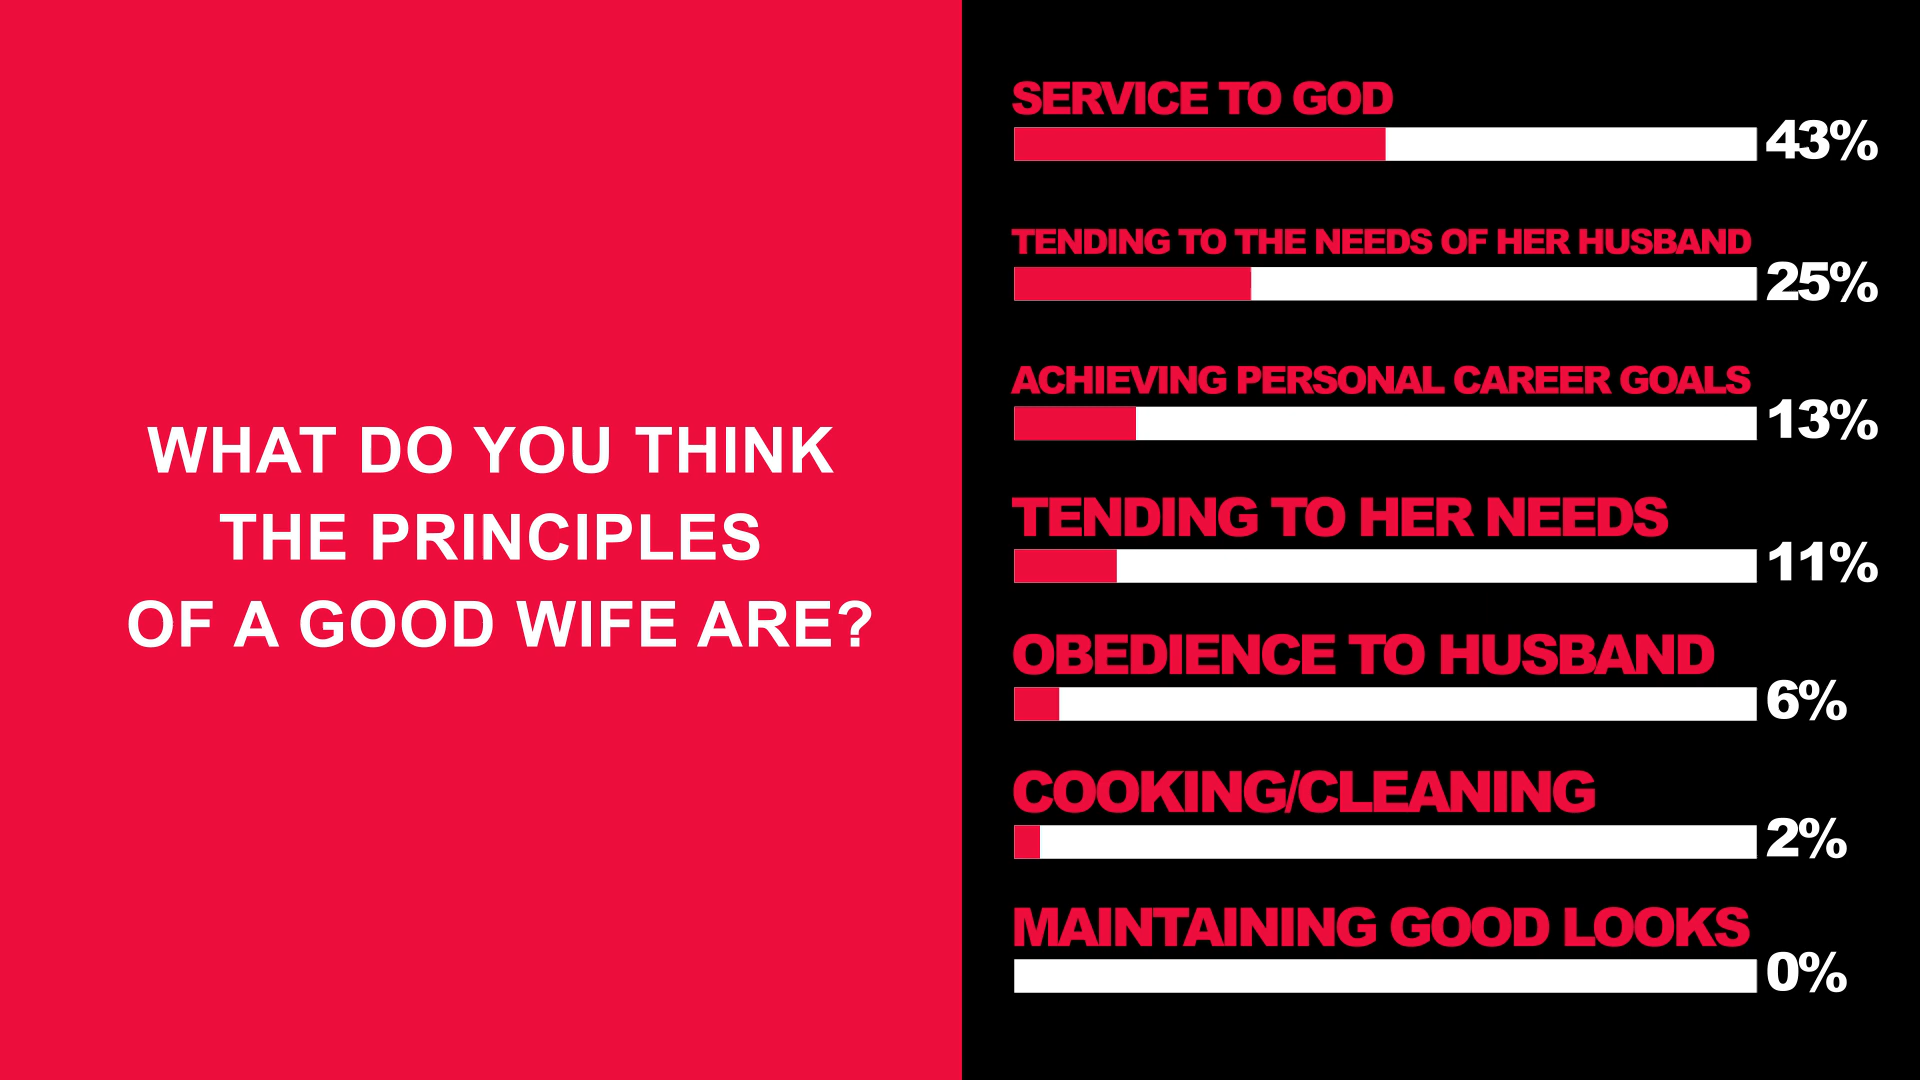 WHAT DO YOU THINK
THE PRINCIPLES
OF A GOOD WIFE ARE?
SERVICE TO GOD
43%
TENDING TO THE NEEDS OF HER HUSBAND
25%
ACHIEVING PERSONAL CAREER GOALS
13%
TENDING TO HER NEEDS
11%
OBEDIENCE TO HUSBAND
6%
COOKING/CLEANING
2%
MAINTAINING GOOD LOOKS
0%